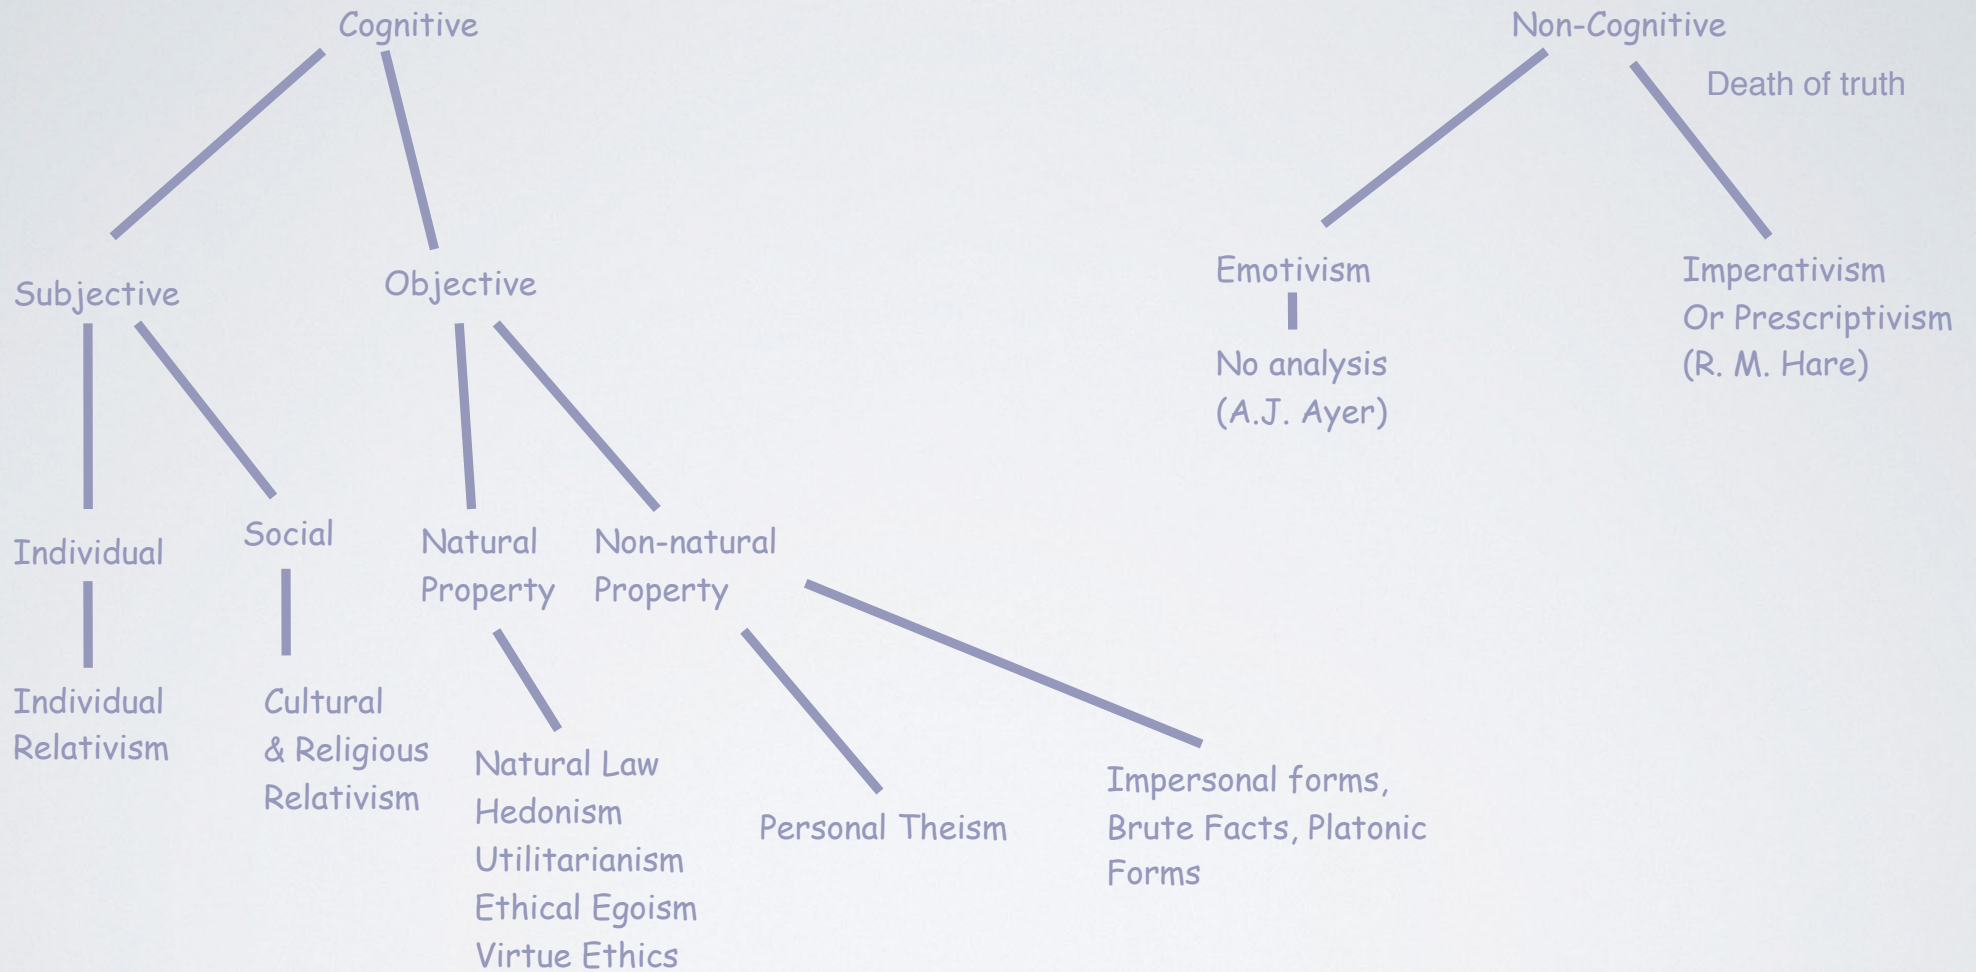 Cognitive
Non-Cognitive
Death of truth
Subjective
Objective
Emotivism
No analysis
(A.J. Ayer)
Imperativism
Or Prescriptivism
(R. M. Hare)
Individual
Social
Natural
Property
Non-natural
Property
Individual
Relativism
Cultural
& Religious
Relativism
Natural Law
Hedonism
Utilitarianism
Ethical Egoism
Virtue Ethics
Personal Theism
Impersonal forms,
Brute Facts, Platonic
Forms